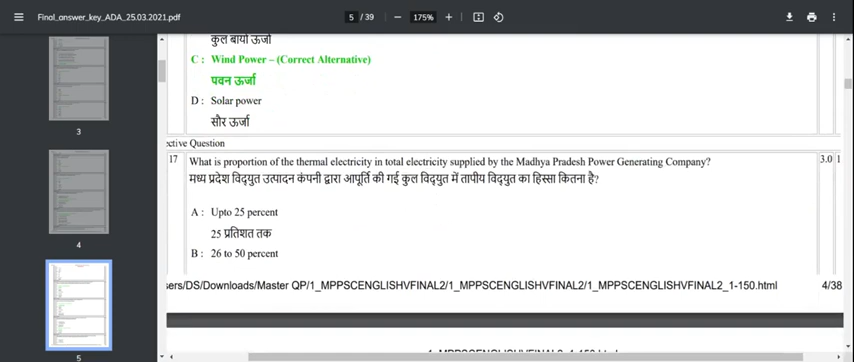 Final_answer_key_ADA_25.03.2021.pdf
5 / 39
175%
3
4
5
कुल बायो ऊर्जा
C : Wind Power – (Correct Alternative)
पवन ऊर्जा
D : Solar power
सौर ऊर्जा
ective Question
17 What is proportion of the thermal electricity in total electricity supplied by the Madhya Pradesh Power Generating Company? 3.0 1
मध्य प्रदेश विद्युत उत्पादन कंपनी द्वारा आपूर्ति की गई कुल विद्युत में तापीय विद्युत का हिस्सा कितना है?
A : Upto 25 percent
25 प्रतिशत तक
B : 26 to 50 percent
sers/DS/Downloads/Master QP/1_MPPSCENGLISHVFINAL2/1_MPPSCENGLISHVFINAL2/1_MPPSCENGLISHVFINAL2_1-150.html 4/38